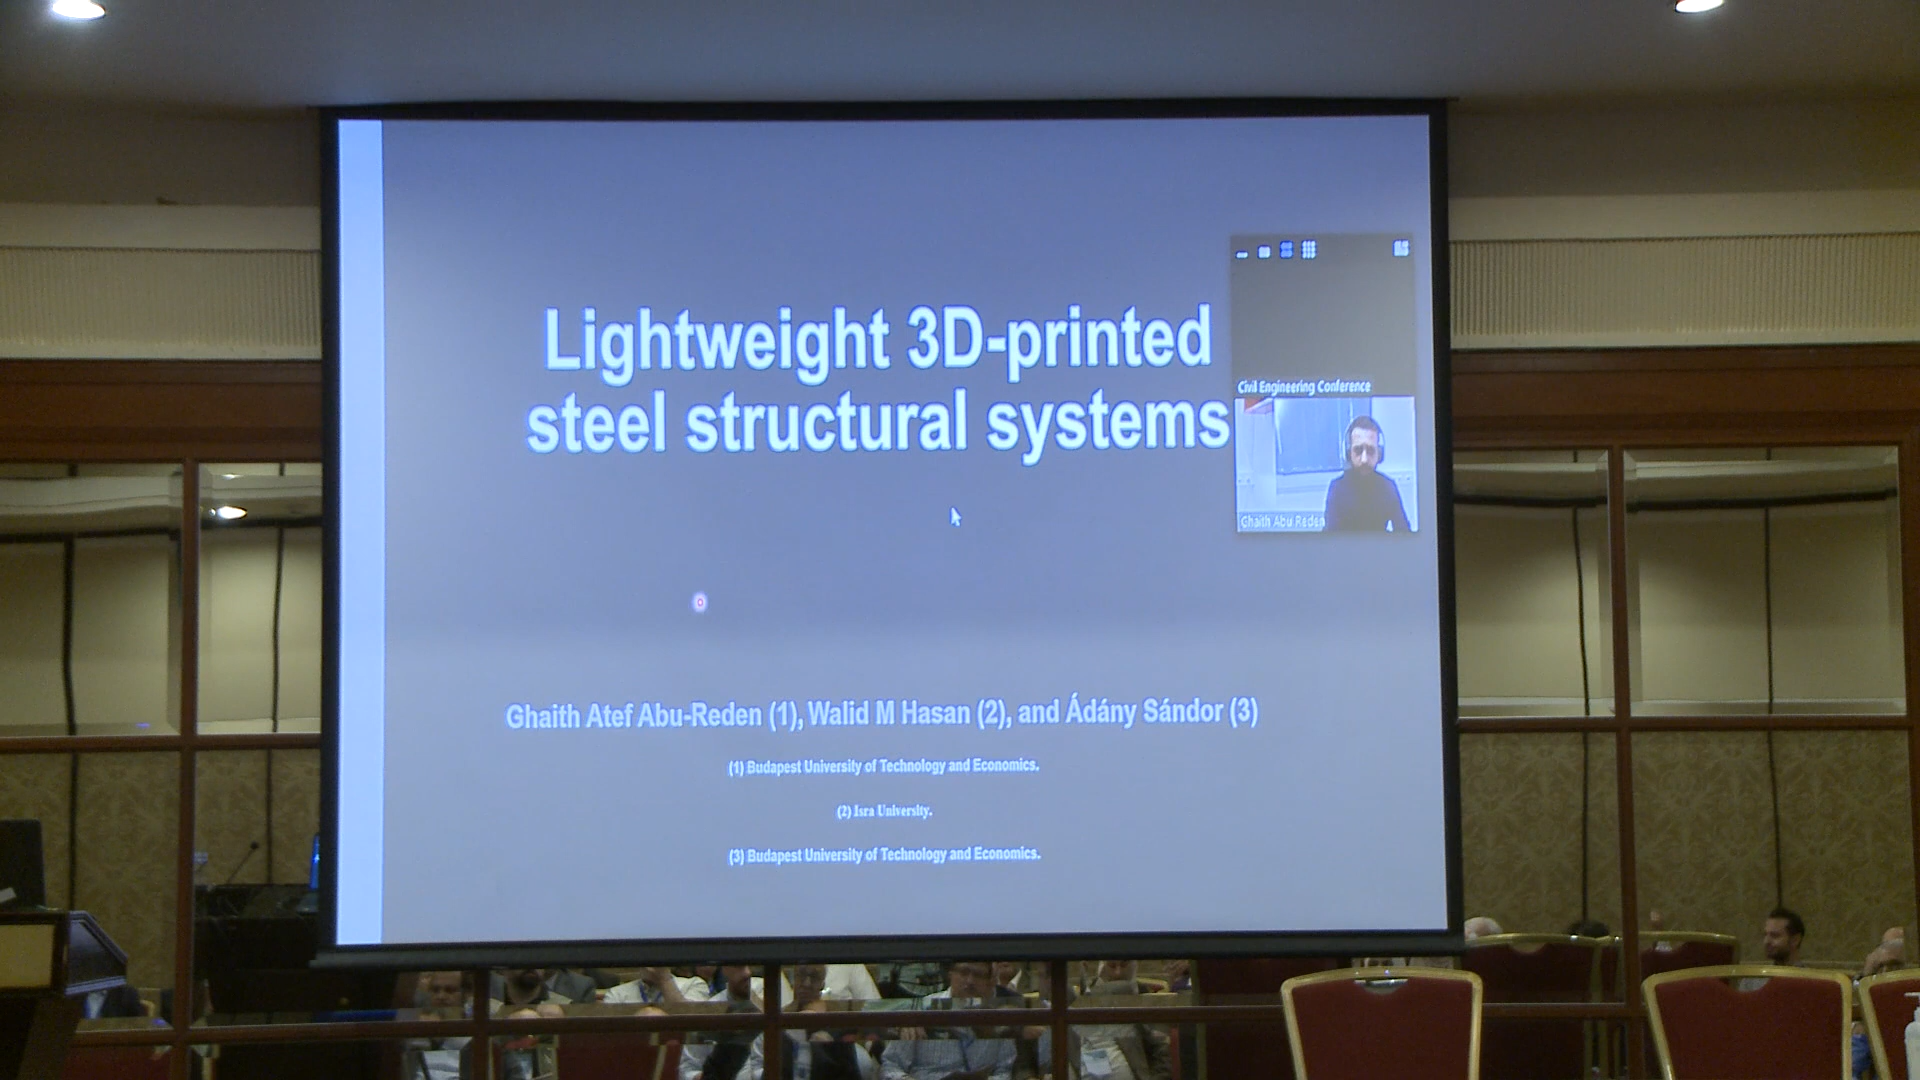 Lightweight 3D-printed
steel structural systems
Civil Engineering Conference
Ghaith Abu Reden
Ghaith Atef Abu-Reden (1), Walid M Hasan (2), and Ádány Sándor (3)
(1) Budapest University of Technology and Economics.
(2) Isra University.
(3) Budapest University of Technology and Economics.